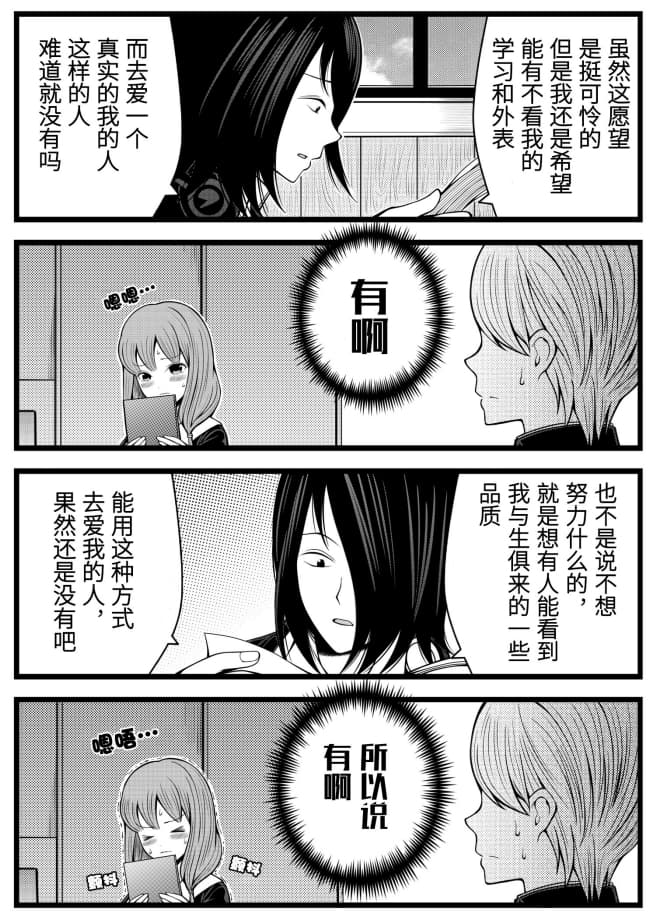 虽然这愿望
是挺可怜的
但是我还是希望
能有不看我的
学习和外表
而去爱一个
真实的我的人
这样的人
难道就没有吗
有啊
嗯嗯…
也不是说不想
努力什么的，
就是想有人能看到
我与生俱来的一些
品质
能用这种方式
去爱我的人，
果然还是没有吧
所以说
有啊
嗯唔…
颤抖
颤抖